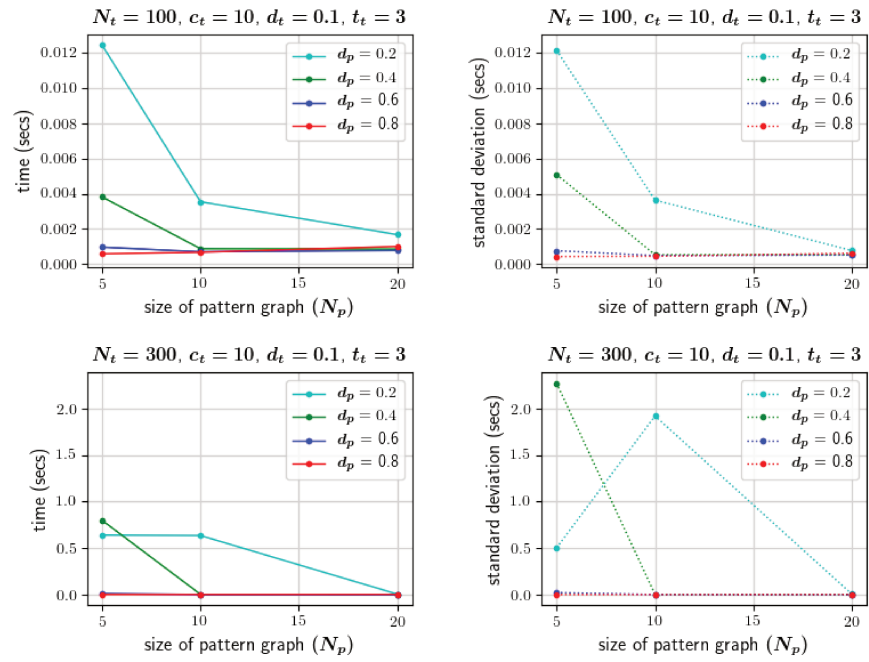 N_t = 100, c_t = 10, d_t = 0.1, t_t = 3
time (secs)
0.012
0.010
0.008
0.006
0.004
0.002
0.000
d_p = 0.2
d_p = 0.4
d_p = 0.6
d_p = 0.8
5
10
15
20
size of pattern graph (N_p)
N_t = 100, c_t = 10, d_t = 0.1, t_t = 3
standard deviation (secs)
0.012
0.010
0.008
0.006
0.004
0.002
0.000
d_p = 0.2
d_p = 0.4
d_p = 0.6
d_p = 0.8
5
10
15
20
size of pattern graph (N_p)
N_t = 300, c_t = 10, d_t = 0.1, t_t = 3
time (secs)
2.0
1.5
1.0
0.5
0.0
d_p = 0.2
d_p = 0.4
d_p = 0.6
d_p = 0.8
5
10
15
20
size of pattern graph (N_p)
N_t = 300, c_t = 10, d_t = 0.1, t_t = 3
standard deviation (secs)
2.0
1.5
1.0
0.5
0.0
d_p = 0.2
d_p = 0.4
d_p = 0.6
d_p = 0.8
5
10
15
20
size of pattern graph (N_p)